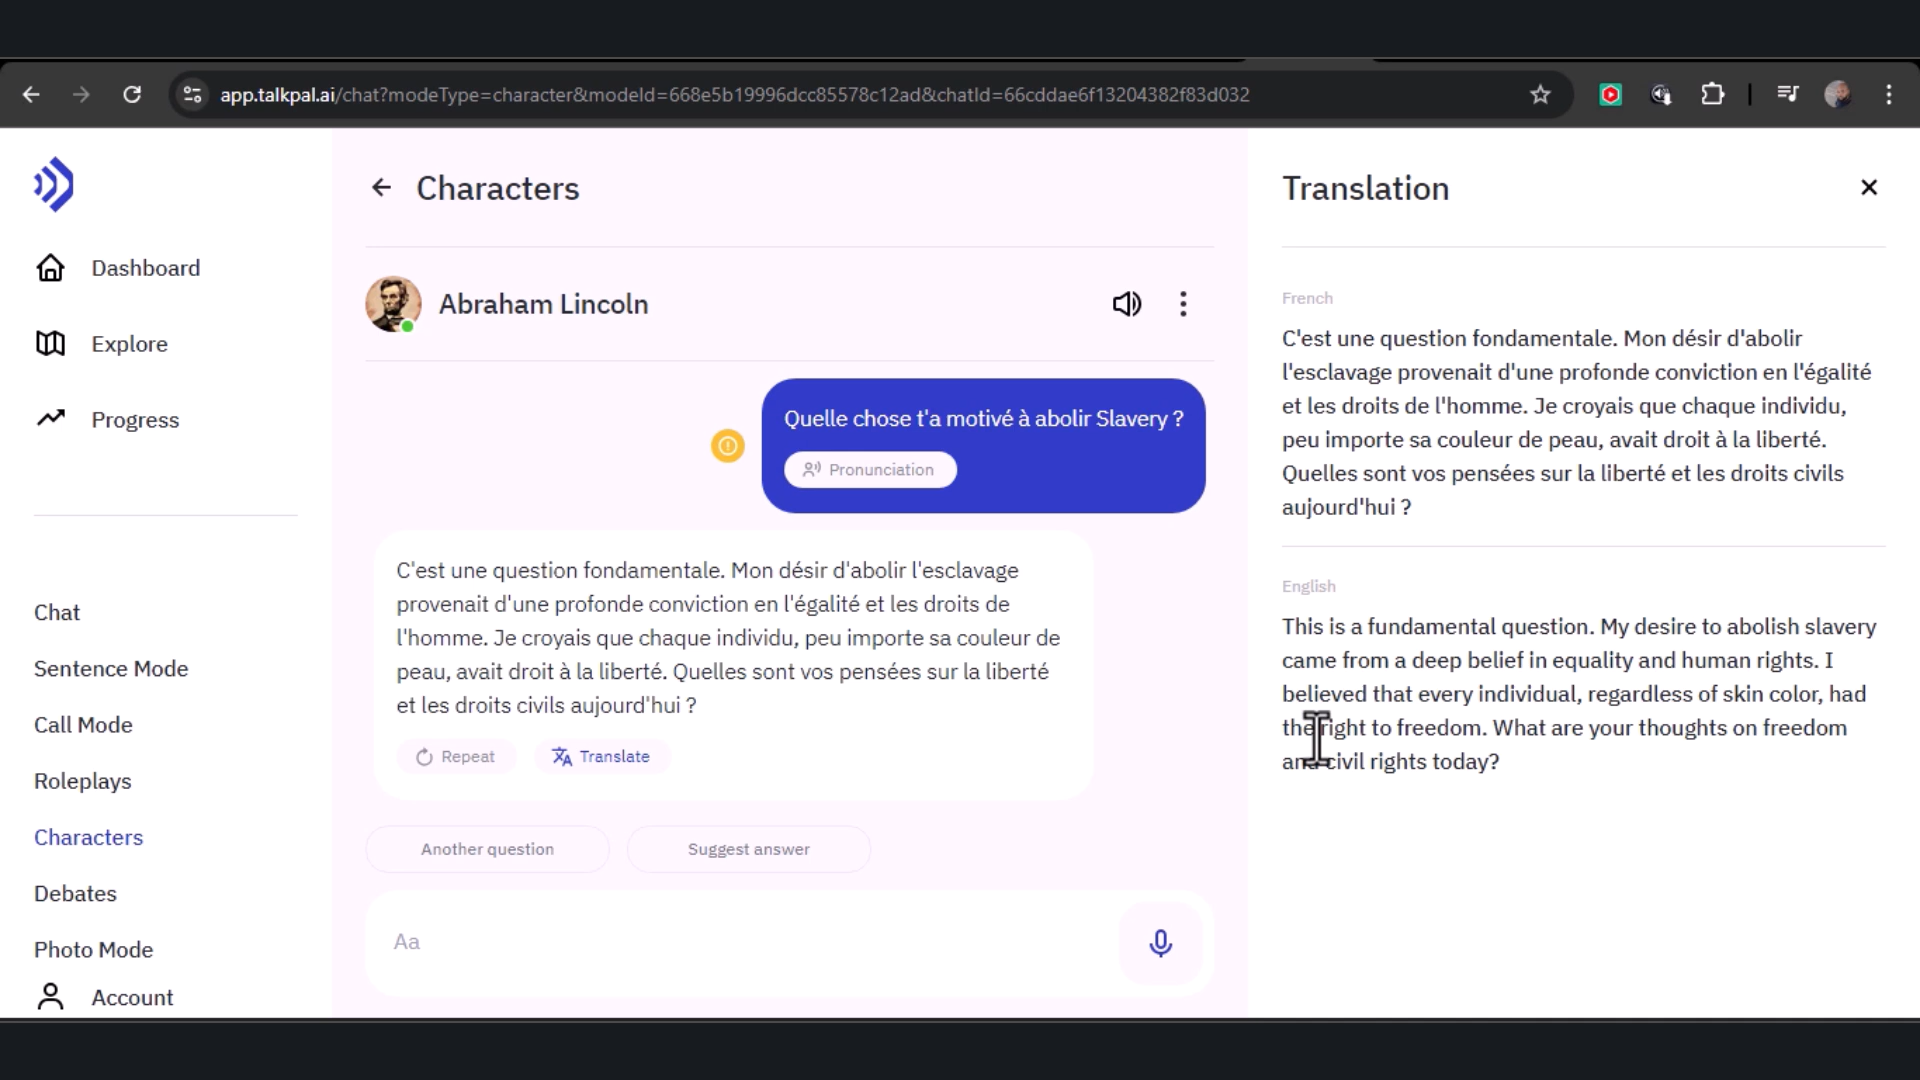 app.talkpal.ai/chat?modeType=character&modeId=668e5b19996dcc85578c12ad&chatId=66cddae6f13204382f83d032
Dashboard
Explore
Progress
Chat
Sentence Mode
Call Mode
Roleplays
Characters
Debates
Photo Mode
Account
Characters
Abraham Lincoln
Quelle chose t'a motivé à abolir Slavery ?
Pronunciation
C'est une question fondamentale. Mon désir d'abolir l'esclavage
provenait d'une profonde conviction en l'égalité et les droits de
l'homme. Je croyais que chaque individu, peu importe sa couleur de
peau, avait droit à la liberté. Quelles sont vos pensées sur la liberté
et les droits civils aujourd'hui ?
Repeat
Translate
Another question
Suggest answer
Aa
Translation
French
C'est une question fondamentale. Mon désir d'abolir
l'esclavage provenait d'une profonde conviction en l'égalité
et les droits de l'homme. Je croyais que chaque individu,
peu importe sa couleur de peau, avait droit à la liberté.
Quelles sont vos pensées sur la liberté et les droits civils
aujourd'hui ?
English
This is a fundamental question. My desire to abolish slavery
came from a deep belief in equality and human rights. I
believed that every individual, regardless of skin color, had
the right to freedom. What are your thoughts on freedom
and civil rights today?